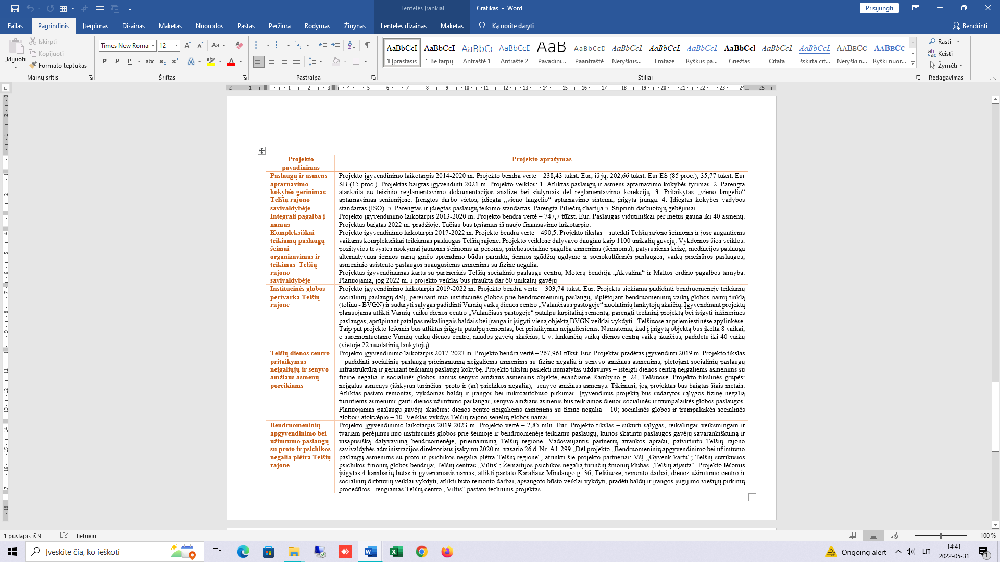 Lentelės įrankiai
Grafikas - Word
Prisijungti
Failas
Pagrindinis
Įterpimas
Dizainas
Maketas
Nuorodos
Paštas
Peržiūra
Rodymas
Žinynas
Lentelės dizainas
Maketas
Ką norite daryti
Bendrinti
Įklijuoti
Iškirpti
Kopijuoti
Formato teptukas
Mainų sritis
Times New Roma
12
Šriftas
Pastraipa
AaBbCcI AaBbCcI AaBbC AaBbCcD AaB AaBbCcD AaBbCcL AaBbCcL AaBbCcL AaBbCcI AaBbCcL AaBbCcL AaBbCc AaBbCc
¶ Įprastasis
¶ Be tarpų
Antraštė 1
Antraštė 2
Pavadini...
Paantraštė
Neryškus...
Emfazė
Ryškus pa...
Griežtas
Citata
Išskirta cit...
Neryški n...
Ryški nuor...
Stiliai
Rasti
Keisti
Žymėti
Redagavimas
Projekto
pavadinimas
Projekto aprašymas
Paslaugų ir asmens
aptarnavimo
kokybės gerinimas
Telšių rajono
savivaldybėje
Projekto įgyvendinimo laikotarpis 2014-2020 m. Projekto bendra vertė – 238,43 tūkst. Eur, iš jų: 202,66 tūkst. Eur ES (85 proc.); 35,77 tūkst. Eur
SB (15 proc.). Projektas baigtas įgyvendinti 2021 m. Projekto veiklos: 1. Atliktas paslaugų ir asmens aptarnavimo kokybės tyrimas. 2. Parengta
ataskaita su teisinio reglamentavimo dokumentacijos analize bei siūlymais dėl reglamentavimo korekcijų. 3. Pritaikytas „vieno langelio“
aptarnavimas seniūnijose. Įrengtos darbo vietos, įdiegta „vieno langelio“ aptarnavimo sistema, įsigyta įranga. 4. Įdiegtas kokybės vadybos
standartas (ISO). 5. Parengtas ir įdiegtas paslaugų teikimo standartas. Parengta Piliečių chartija 5. Stiprinti darbuotojų gebėjimai.
Integrali pagalba į
namus
Projekto įgyvendinimo laikotarpis 2013-2020 m. Projekto bendra vertė – 747,7 tūkst. Eur. Paslaugas vidutiniškai per metus gauna iki 40 asmenų.
Projektas baigtas 2022 m. pradžioje. Tačiau bus tęsiamas iš naujo finansavimo laikotarpio.
Kompleksiškai
teikiamų paslaugų
šeimai
organizavimas ir
teikimas Telšių
rajono
savivaldybėje
Projekto įgyvendinimo laikotarpis 2017-2022 m. Projekto bendra vertė – 490,5. Projekto tikslas – suteikti Telšių rajono šeimoms ir jose augantiems
vaikams kompleksiškai teikiamas paslaugas Telšių rajone. Projekto veiklose dalyvavo daugiau kaip 1100 unikalių gavėjų. Vykdomos šios veiklos:
pozityvios tėvystės mokymai jaunoms šeimoms ar poroms; psichosocialinė pagalba asmenims (šeimoms), patyrusiems krizę; mediacijos paslauga
alternatyvaus šeimos narių ginčo sprendimo būdui parinkti; šeimos įgūdžių ugdymo ir sociokultūrinės paslaugos; vaikų priežiūros paslaugos;
asmeninio asistento paslaugos suaugusiems asmenims su fizine negalia.
Projektas įgyvendinamas kartu su partneriais Telšių socialinių paslaugų centru, Moterų bendrija „Akvalina“ ir Maltos ordino pagalbos tarnyba.
Planuojama, jog 2022 m. į projekto veiklas bus įtraukta dar 60 unikalių gavėjų
Institucinės globos
pertvarka Telšių
rajone
Projekto įgyvendinimo laikotarpis 2019-2022 m. Projekto bendra vertė – 303,74 tūkst. Eur. Projektu siekiama padidinti bendruomenėje teikiamų
socialinių paslaugų dalį, pereinant nuo institucinės globos prie bendruomeninių paslaugų, išplėtojant bendruomeninių vaikų globos namų tinklą
(toliau - BVGN) ir sudaryti sąlygas padidinti Varnių vaikų dienos centro „Valančiaus pastogėje“ nuolatinių lankytojų skaičių. Įgyvendinant projektą
planuojama atlikti Varnių vaikų dienos centro „Valančiaus pastogėje“ patalpų kapitalinį remontą, parengti techninį projektą bei įsigyti inžinerines
paslaugas, aprūpinant patalpas reikalingais baldais bei įranga ir įsigyti vieną objektą BVGN veiklai vykdyti - Telšiuose ar priemiestinėse apylinkėse.
Taip pat projekto lėšomis bus atliktas įsigytų patalpų remontas, bei pritaikymas neįgaliesiems. Numatoma, kad į įsigytą objektą bus įkelta 8 vaikai,
o suremontuotame Varnių vaikų dienos centre, naudos gavėjų skaičius, t. y. lankančių vaikų dienos centrą vaikų skaičius, padidėtų iki 40 vaikų
(vietoje 22 nuolatinių lankytojų).
Telšių dienos centro
pritaikymas
neįgaliųjų ir senyvo
amžiaus asmenų
poreikiams
Projekto įgyvendinimo laikotarpis 2017-2023 m. Projekto bendra vertė – 267,961 tūkst. Eur. Projektas pradėtas įgyvendinti 2019 m. Projekto tikslas
– padidinti socialinių paslaugų prieinamumą neįgaliems asmenims su fizine negalia ir senyvo amžiaus asmenims, plėtojant socialinių paslaugų
infrastruktūrą ir gerinant teikiamų paslaugų kokybę. Projekto tikslui pasiekti numatytas uždavinys – įsteigti dienos centrą neįgaliems asmenims su
fizine negalia ir socialinės globos namus senyvo amžiaus asmenims objekte, esančiame Rambyno g. 24, Telšiuose. Projekto tikslinės grupės:
neįgalūs asmenys (išskyrus turinčius proto ir (ar) psichikos negalią); senyvo amžiaus asmenys. Tikimasi, jog projektas bus baigtas šiais metais.
Atliktas pastato remontas, vykdomas baldų ir įrangos bei mikroautobuso pirkimas. Įgyvendinus projektą bus sudarytos sąlygos fizinę negalią
turintiems asmenims gauti dienos užimtumo paslaugas, senyvo amžiaus asmenis bus teikiamos dienos socialinės ir trumpalaikės globos paslaugos.
Planuojamas paslaugų gavėjų skaičius: dienos centre neįgaliems asmenims su fizine negalia – 10; socialinės globos ir trumpalaikės socialinės
globos/ atokvėpio – 10. Veiklas vykdys Telšių rajono senelių globos namai.
Bendruomeninių
apgyvendinimo bei
užimtumo paslaugų
su proto ir psichikos
negalia plėtra Telšių
rajone
Projekto įgyvendinimo laikotarpis 2019-2023 m. Projekto vertė – 2,85 mln. Eur. Projekto tikslas – sukurti sąlygas, reikalingas veiksmingam ir
tvariam perėjimui nuo institucinės globos prie šeimoje ir bendruomenėje teikiamų paslaugų, kurios skatintų paslaugos gavėjų savarankiškumą ir
visapusišką dalyvavimą bendruomenėje, prieinamumą Telšių regione. Vadovaujantis partnerių atrankos aprašu, patvirtintu Telšių rajono
savivaldybės administracijos direktoriaus įsakymu 2020 m. vasario 26 d. Nr. A1-299 „Dėl projekto „Bendruomeninių apgyvendinimo bei užimtumo
paslaugų asmenims su proto ir psichikos negalia plėtra Telšių regione“, atrinkti šie projekto partneriai: VšĮ „Gyvenk kartu“; Telšių sutrikusios
psichikos žmonių globos bendrija; Telšių centras „Viltis“; Žemaitijos psichikos negalią turinčių žmonių klubas „Telšių atjauta“. Projekto lėšomis
įsigytas 4 kambarių butas ir gyvenamasis namas, atlikti pastato Karaliaus Mindaugo g. 36, Telšiuose, remonto darbai, dienos užimtumo centro ir
socialinių dirbtuvių veiklai vykdyti, atlikti buto remonto darbai, apsaugoto būsto veiklai vykdyti, pradėti baldų ir įrangos įsigijimo viešųjų pirkimų
procedūros, rengiamas Telšių centro „Viltis“ pastato techninis projektas.
1 puslapis iš 9
lietuvių
100 %
Įveskite čia, ko ieškoti
Ongoing alert
LIT
14:41
2022-05-31
1